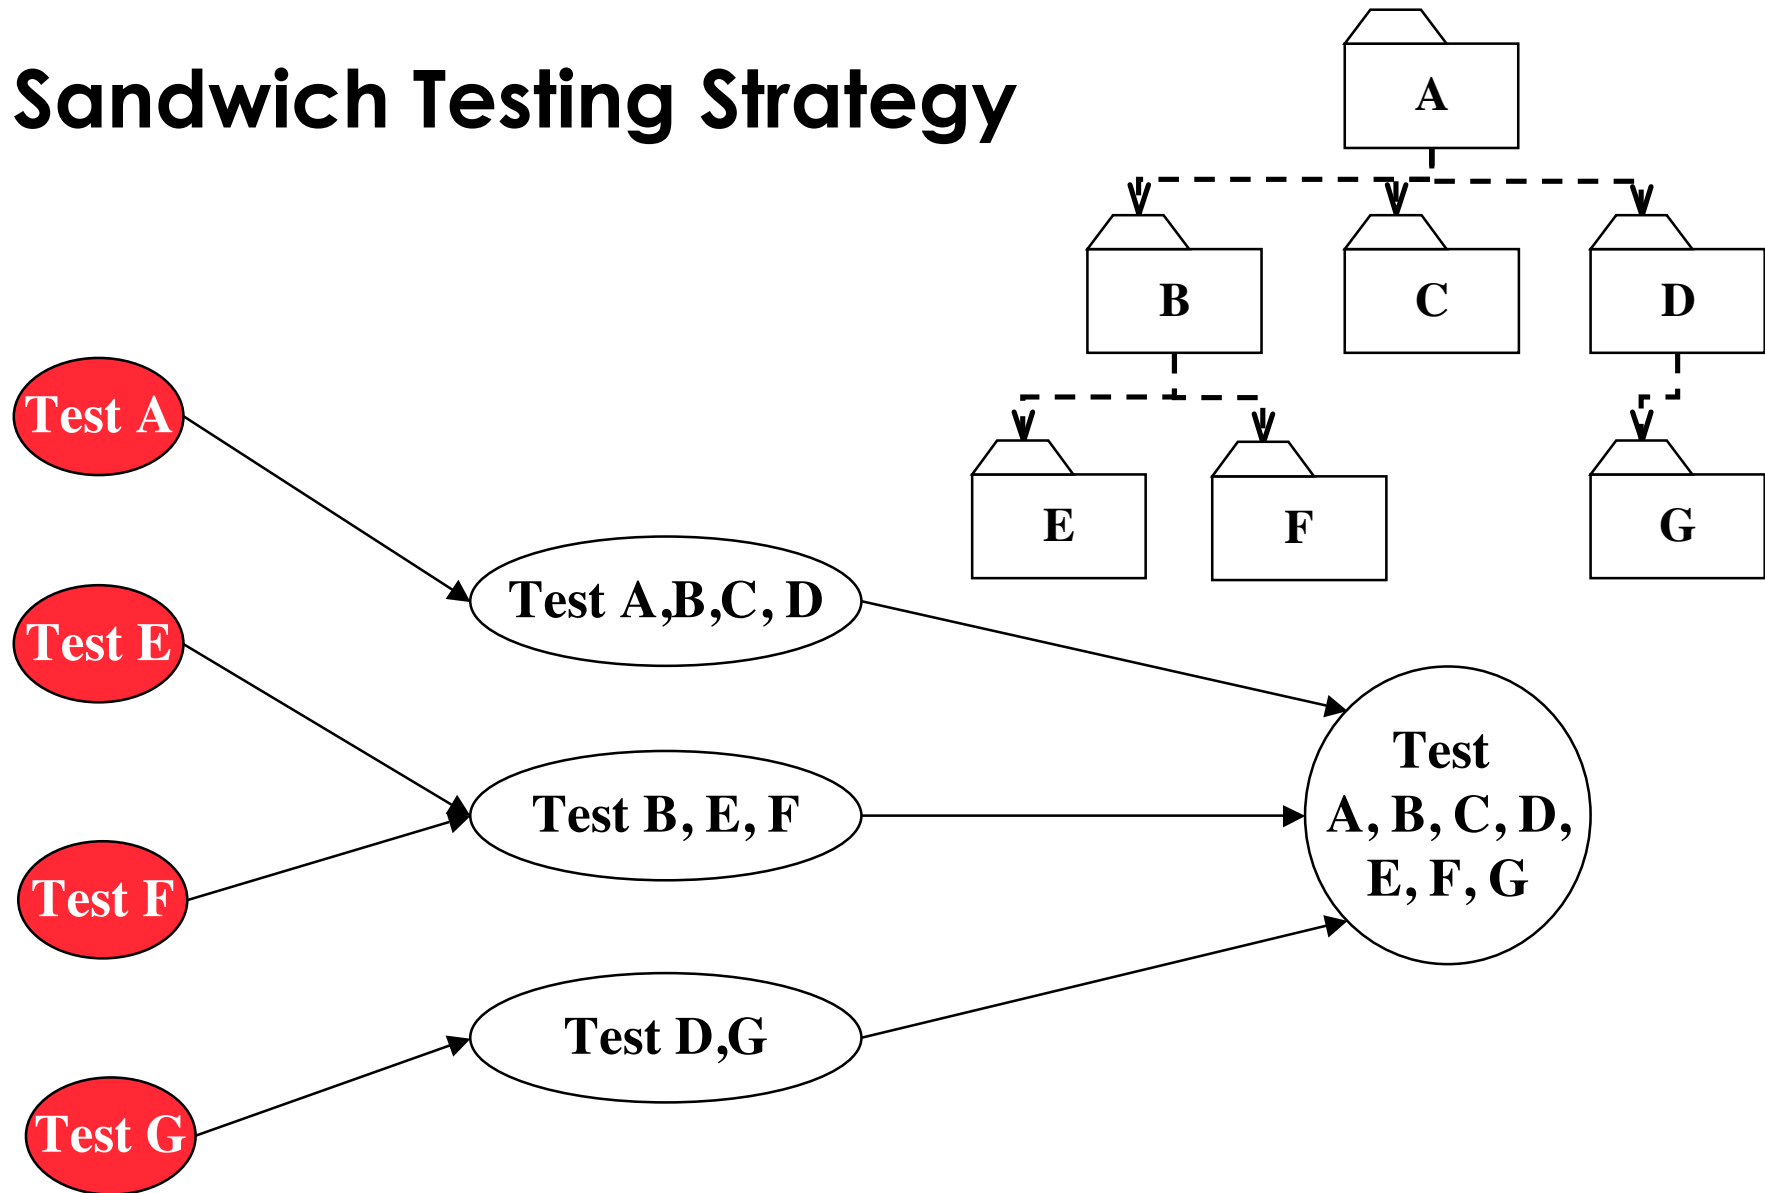 Sandwich Testing Strategy
A
B
C
D
E
F
G
Test A
Test E
Test F
Test G
Test A,B,C, D
Test B, E, F
Test D,G
Test
A, B, C, D,
E, F, G